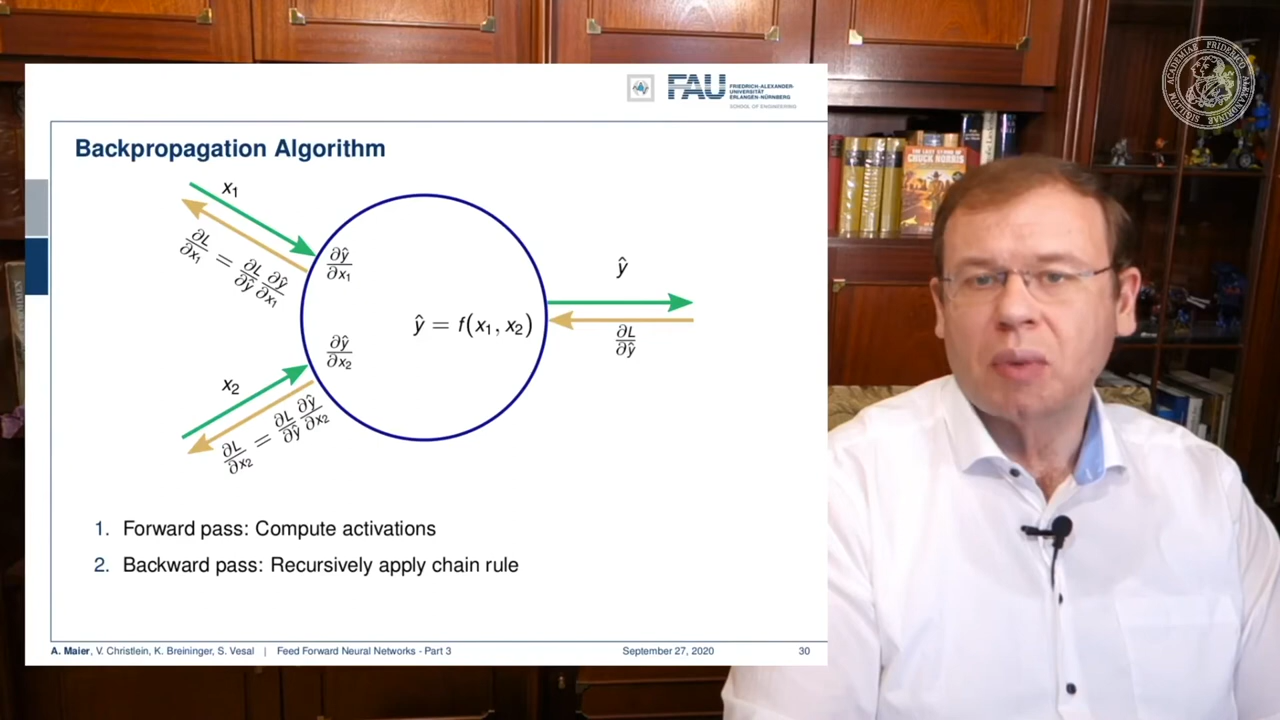 FAU
FRIEDRICH-ALEXANDER-
UNIVERSITÄT
ERLANGEN-NÜRNBERG
SCHOOL OF ENGINEERING
Backpropagation Algorithm
x₁
∂L/∂x₁ = ∂L/∂ŷ ∂ŷ/∂x₁
∂ŷ/∂x₁
ŷ
ŷ = f(x₁, x₂)
∂L/∂ŷ
∂ŷ/∂x₂
x₂
∂L/∂x₂ = ∂L/∂ŷ ∂ŷ/∂x₂
1. Forward pass: Compute activations
2. Backward pass: Recursively apply chain rule
A. Maier, V. Christlein, K. Breininger, S. Vesal | Feed Forward Neural Networks - Part 3 September 27, 2020 30
CHUCK NORRIS